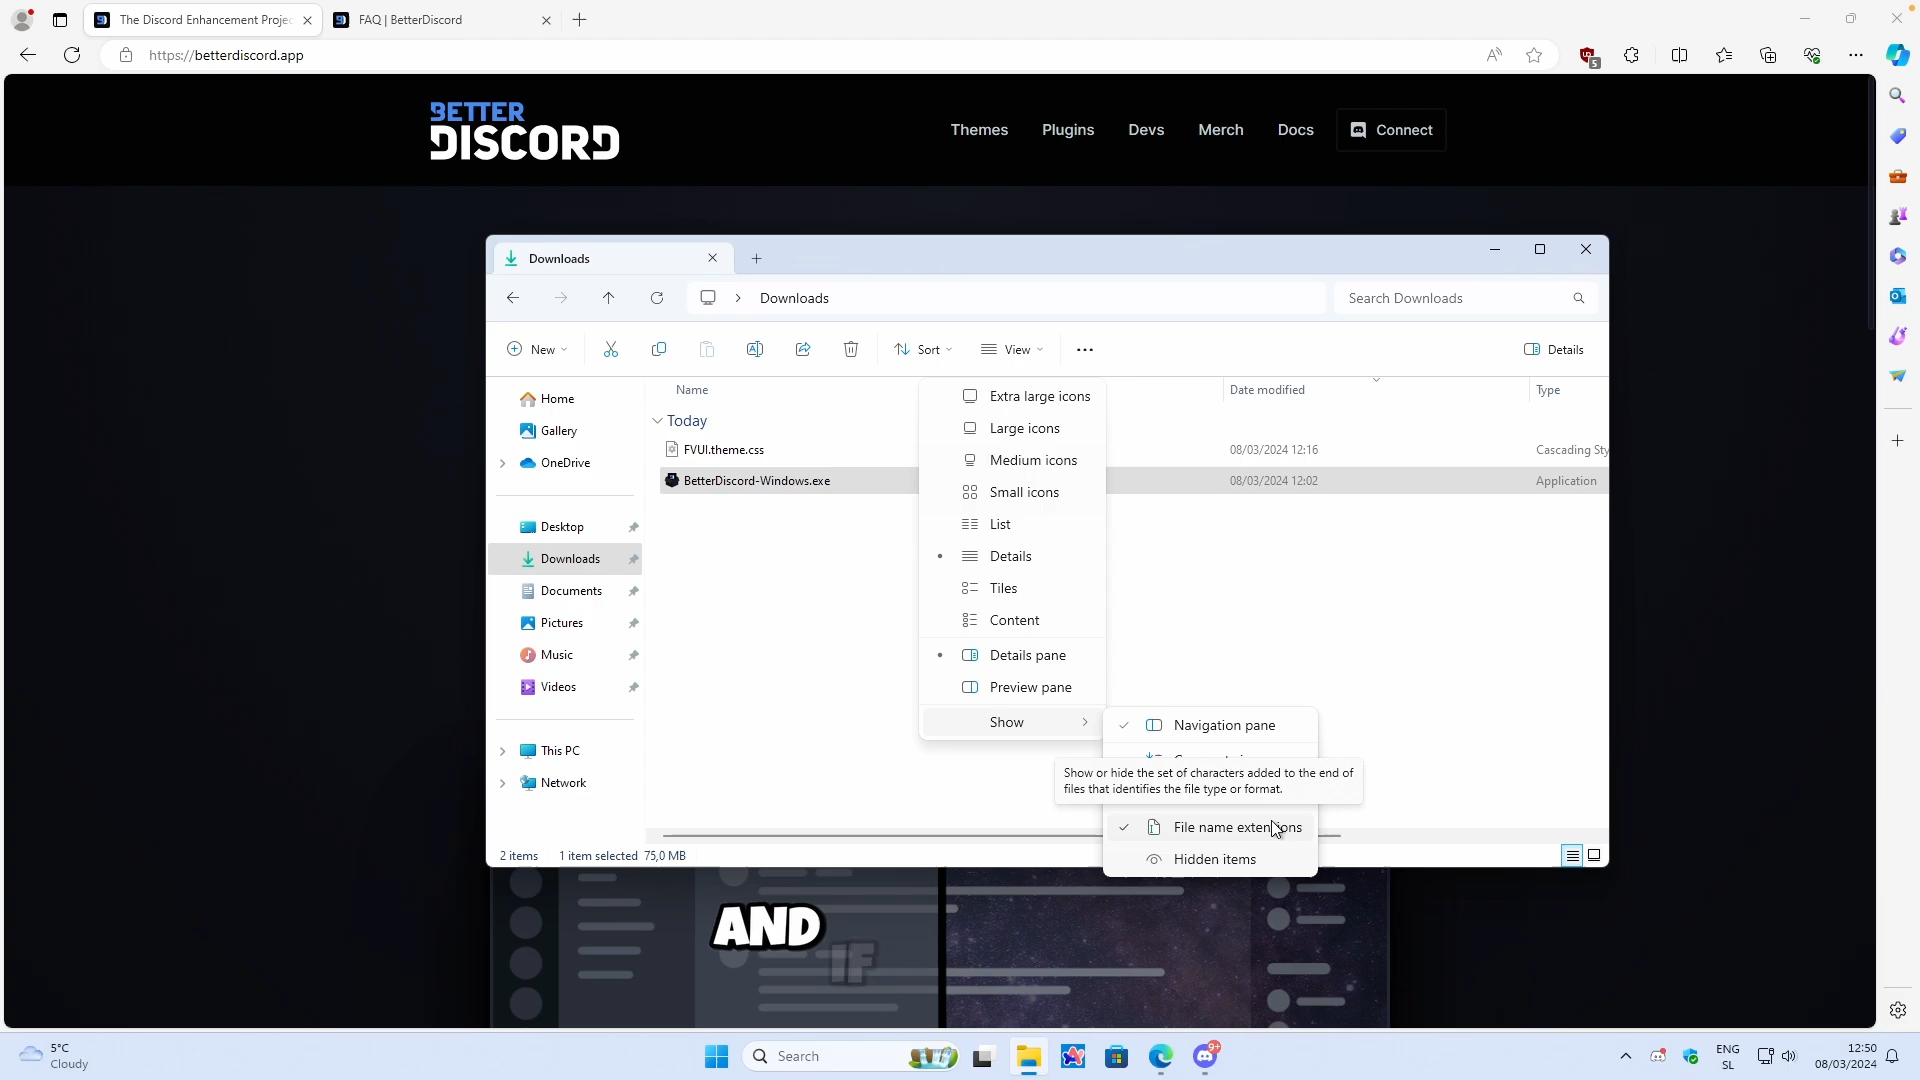 The Discord Enhancement Projec
FAQ | BetterDiscord
https://betterdiscord.app
5
BETTER
DISCORD
Themes
Plugins
Devs
Merch
Docs
Connect
Downloads
Downloads
Search Downloads
New
Sort
View
Details
Home
Gallery
OneDrive
Desktop
Downloads
Documents
Pictures
Music
Videos
This PC
Network
Name
Date modified
Type
Today
FVUI.theme.css
08/03/2024 12:16
Cascading Sty
BetterDiscord-Windows.exe
08/03/2024 12:02
Application
Extra large icons
Large icons
Medium icons
Small icons
List
Details
Tiles
Content
Details pane
Preview pane
Show
Navigation pane
Show or hide the set of characters added to the end of
files that identifies the file type or format.
File name extensions
Hidden items
2 items
1 item selected 75,0 MB
AND
IF
5°C
Cloudy
Search
9+
ENG
SL
12:50
08/03/2024